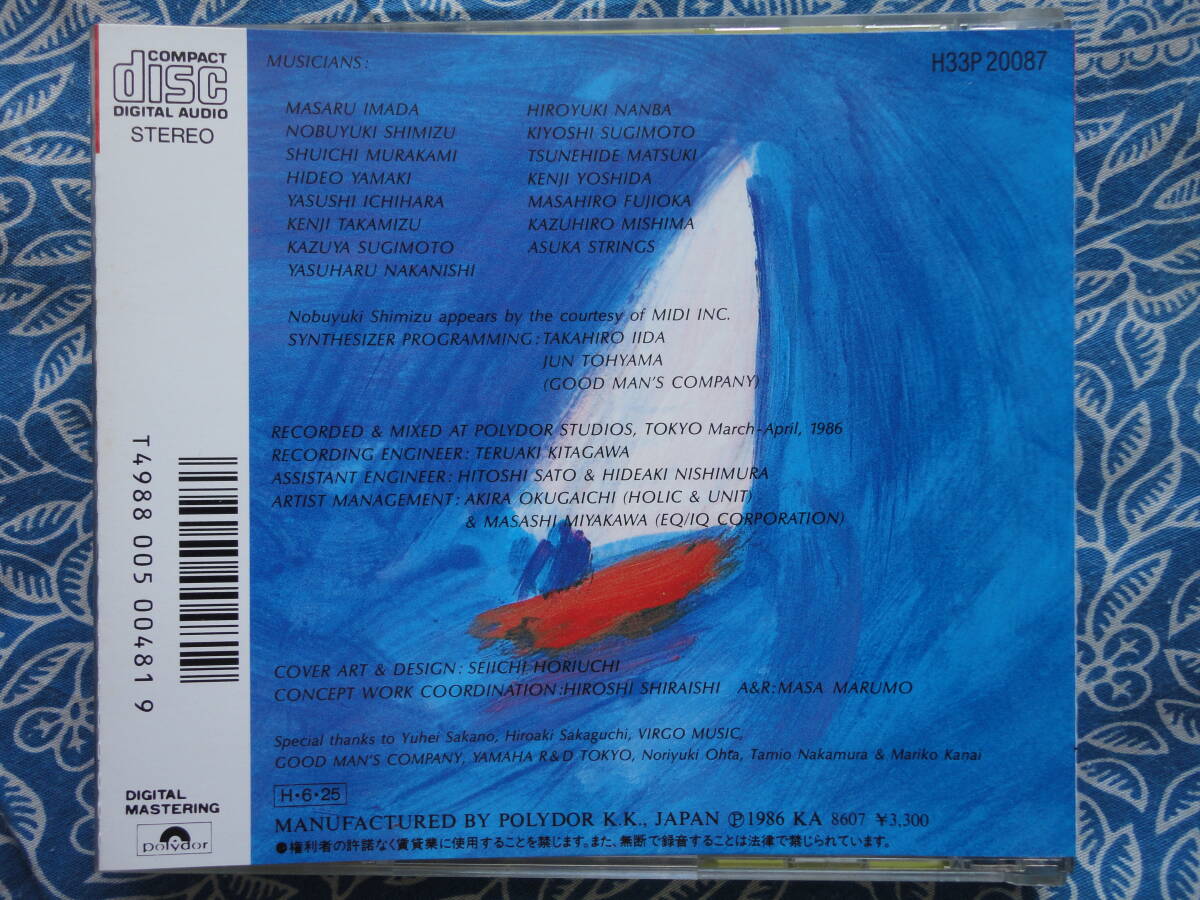 COMPACT
disc
DIGITAL AUDIO
STEREO
T4988 005 00481 9
DIGITAL
MASTERING
polydor
H33P 20087
MUSICIANS:
MASARU IMADA
NOBUYUKI SHIMIZU
SHUICHI MURAKAMI
HIDEO YAMAKI
YASUSHI ICHIHARA
KENJI TAKAMIZU
KAZUYA SUGIMOTO
YASUHARU NAKANISHI
HIROYUKI NANBA
KIYOSHI SUGIMOTO
TSUNEHIDE MATSUKI
KENJI YOSHIDA
MASAHIRO FUJIOKA
KAZUHIRO MISHIMA
ASUKA STRINGS
Nobuyuki Shimizu appears by the courtesy of MIDI INC.
SYNTHESIZER PROGRAMMING:TAKAHIRO IIDA
JUN TOHYAMA
(GOOD MAN'S COMPANY)
RECORDED & MIXED AT POLYDOR STUDIOS, TOKYO March-April, 1986
RECORDING ENGINEER: TERUAKI KITAGAWA
ASSISTANT ENGINEER: HITOSHI SATO & HIDEAKI NISHIMURA
ARTIST MANAGEMENT: AKIRA OKUGAICHI (HOLIC & UNIT)
& MASASHI MIYAKAWA (EQ/IQ CORPORATION)
COVER ART & DESIGN: SEIICHI HORIUCHI
CONCEPT WORK COORDINATION:HIROSHI SHIRAISHI A&R:MASA MARUMO
Special thanks to Yuhei Sakano, Hiroaki Sakaguchi, VIRGO MUSIC,
GOOD MAN'S COMPANY, YAMAHA R&D TOKYO, Noriyuki Ohta, Tamio Nakamura & Mariko Kanai
H・6・25
MANUFACTURED BY POLYDOR K.K., JAPAN Ⓟ1986 KA 8607 ¥3,300
●権利者の許諾なく賃貸業に使用することを禁じます。また、無断で録音することは法律で禁じられています。